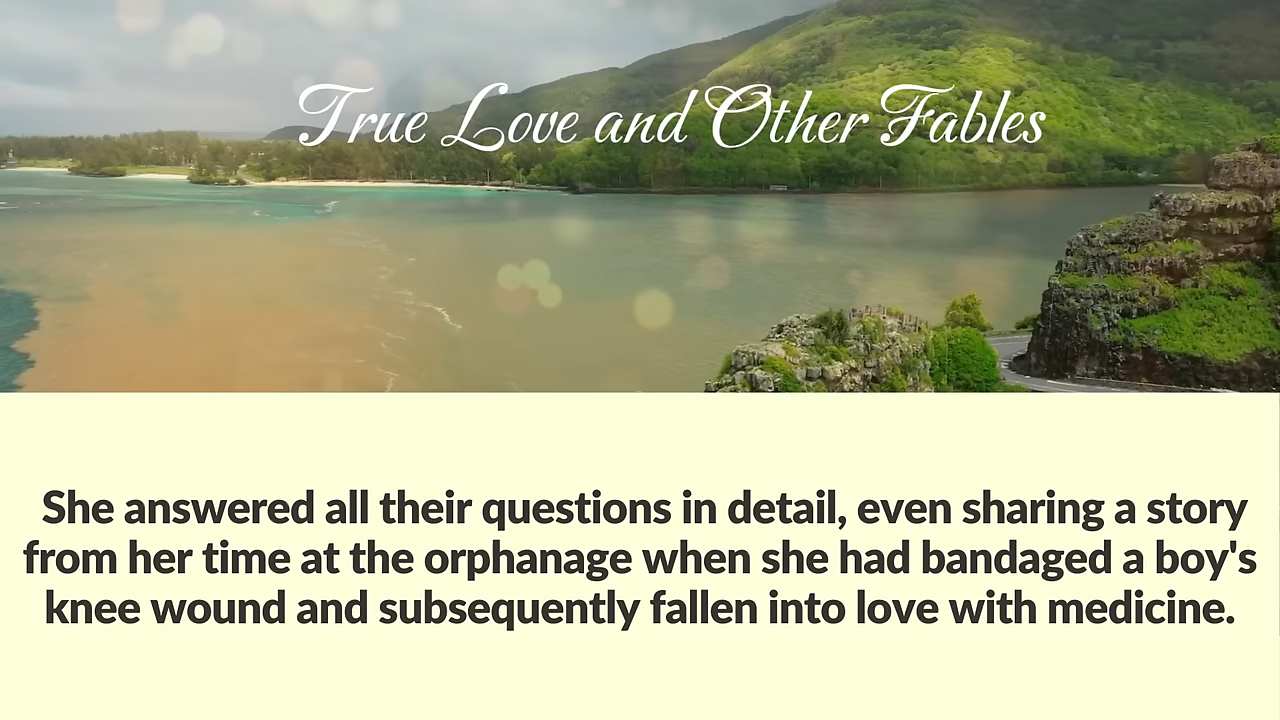 True Love and Other Fables
She answered all their questions in detail, even sharing a story
from her time at the orphanage when she had bandaged a boy's
knee wound and subsequently fallen into love with medicine.